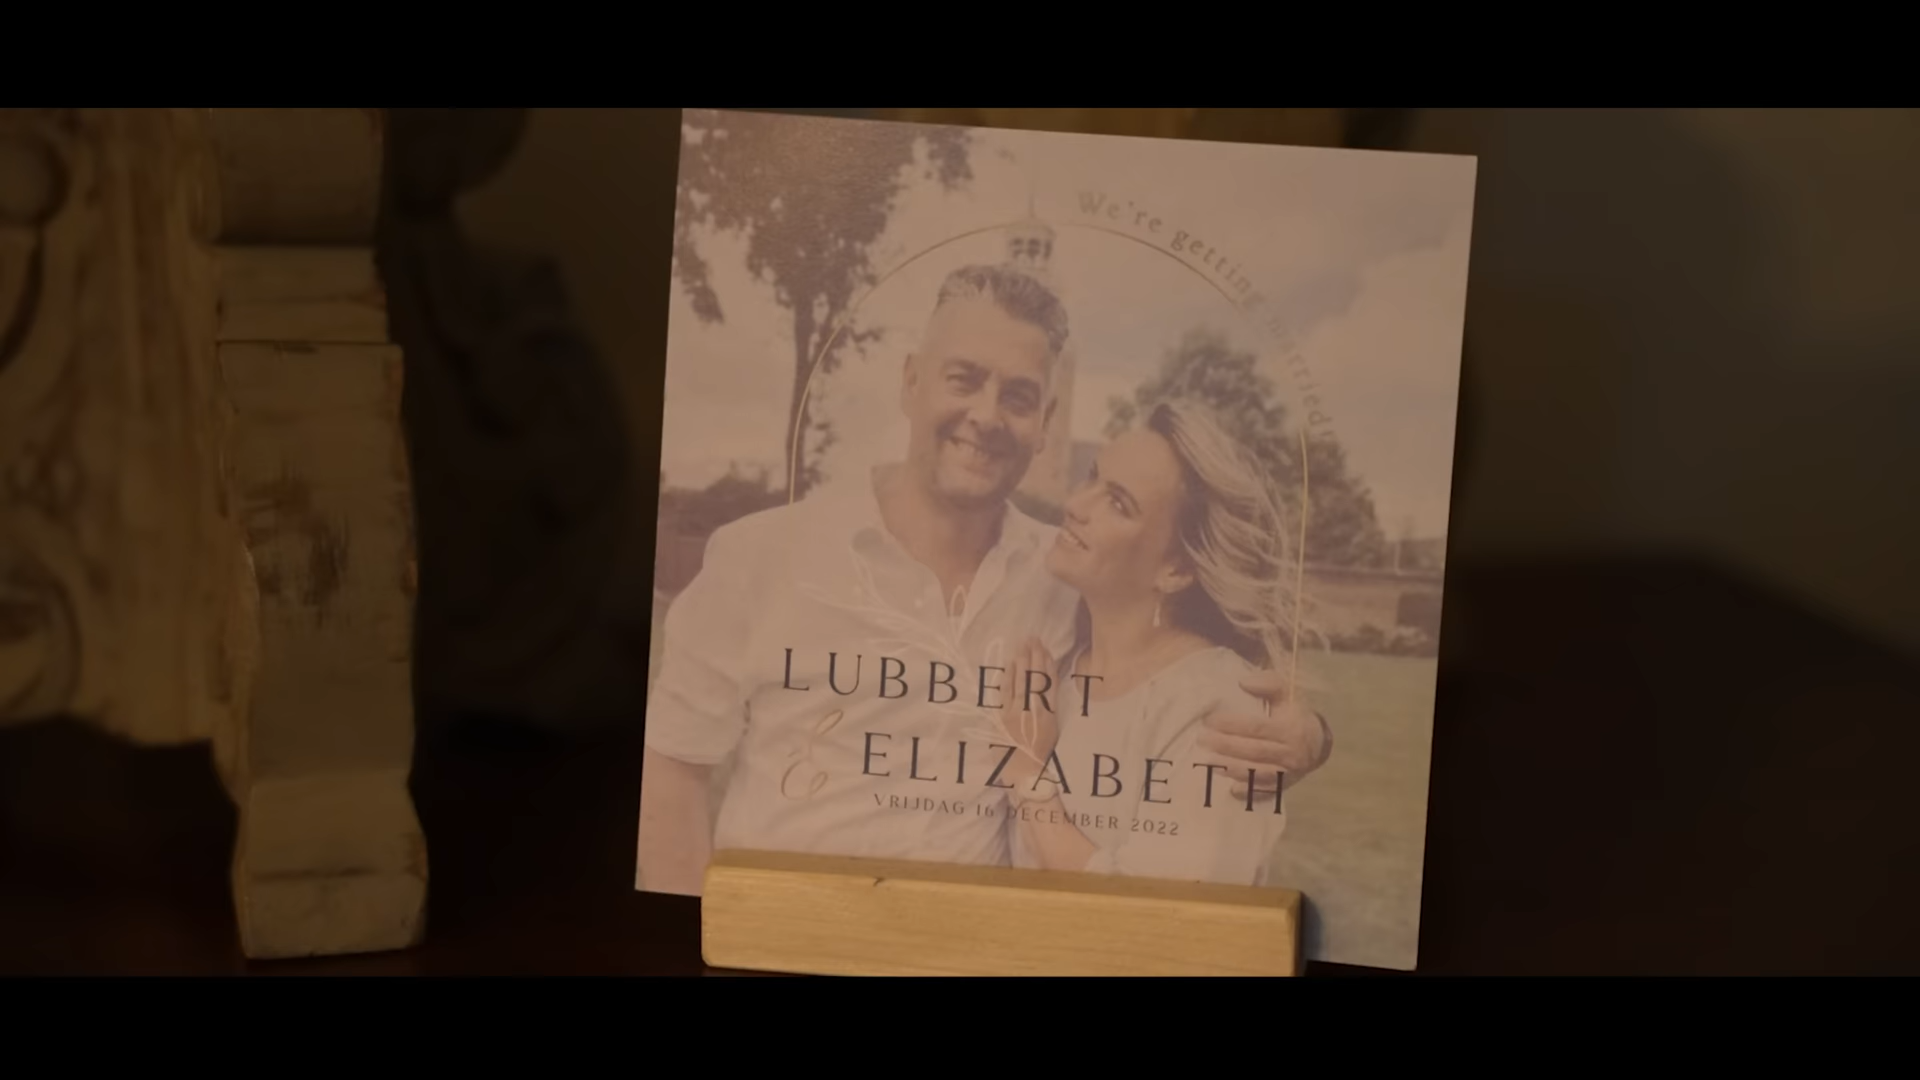 We're getting married!
LUBBERT
& ELIZABETH
VRIJDAG 16 DECEMBER 2022